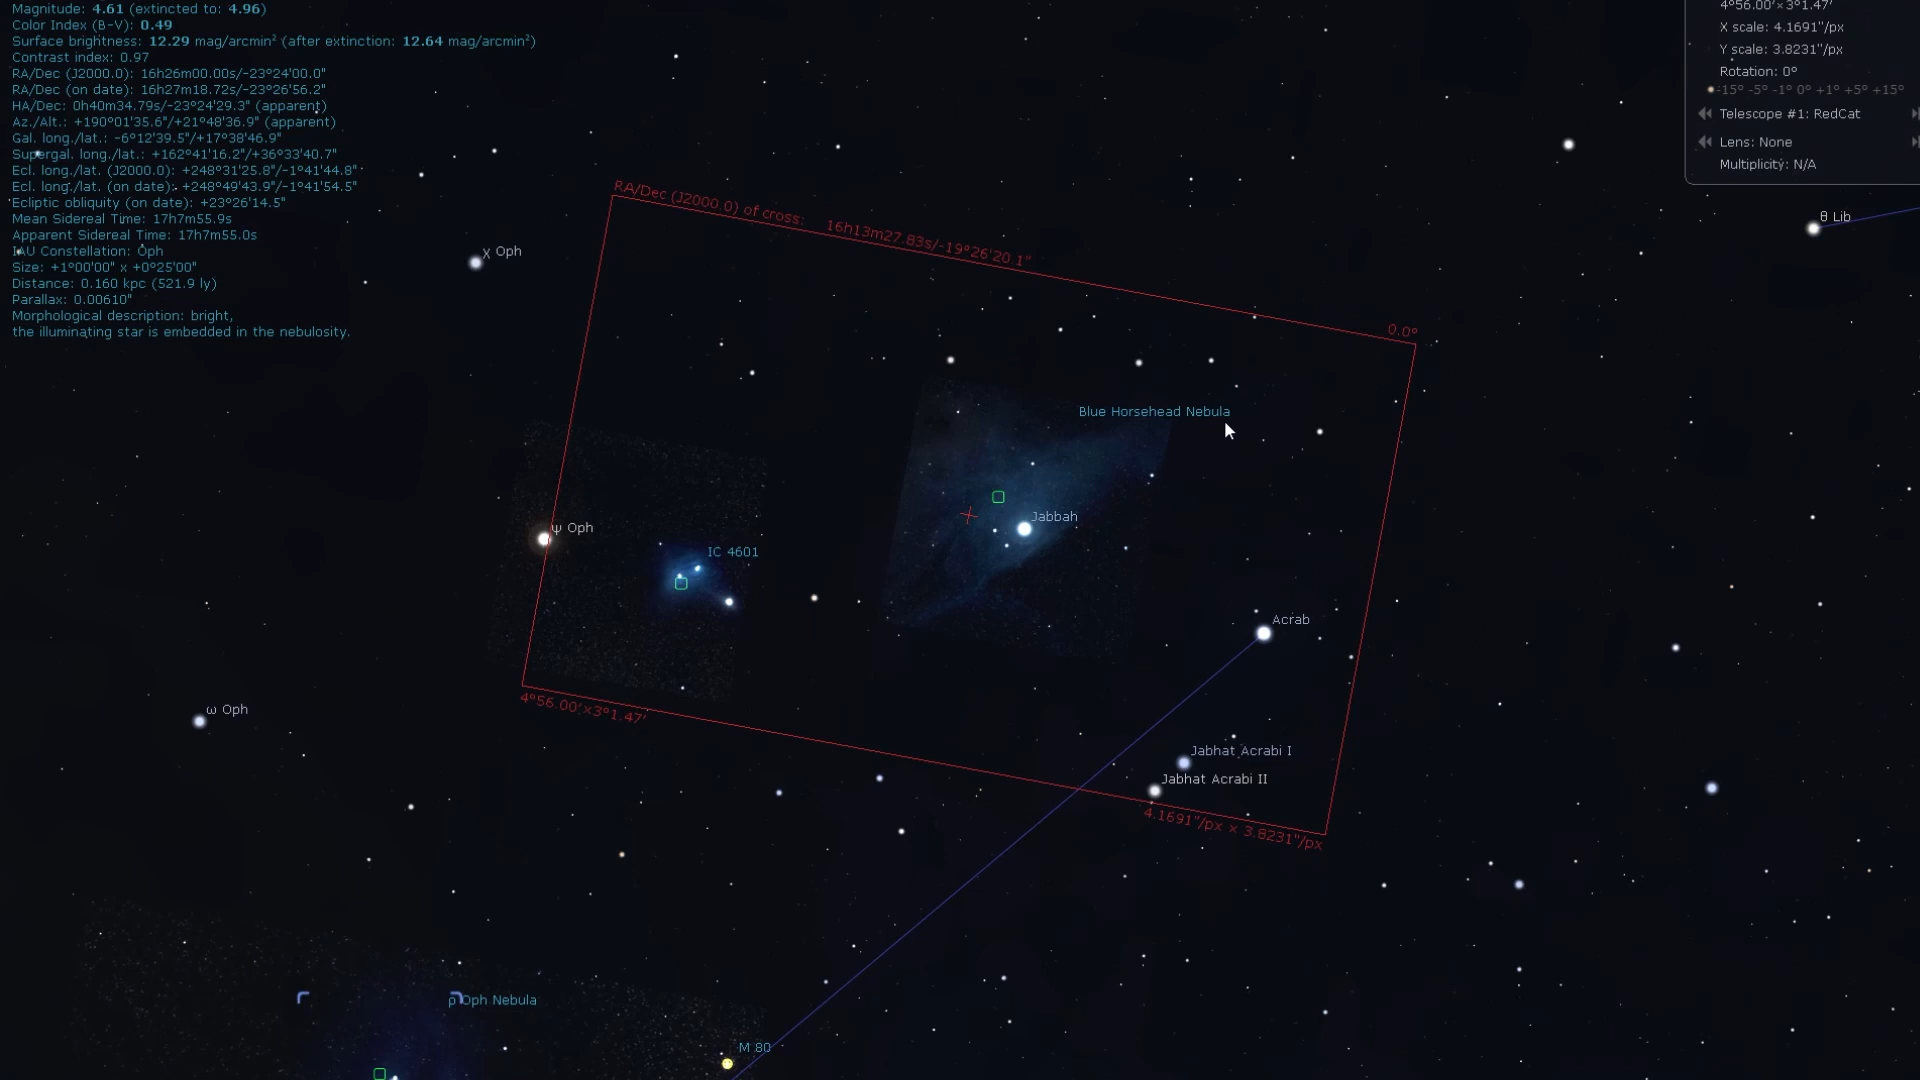 Magnitude: 4.61 (extincted to: 4.96)
Color Index (B-V): 0.49
Surface brightness: 12.29 mag/arcmin² (after extinction: 12.64 mag/arcmin²)
Contrast index: 0.97
RA/Dec (J2000.0): 16h26m00.00s/-23°24'00.0"
RA/Dec (on date): 16h27m18.72s/-23°26'56.2"
HA/Dec: 0h40m34.79s/-23°24'29.3" (apparent)
Az./Alt.: +190°01'35.6"/+21°48'36.9" (apparent)
Gal. long./lat.: -6°12'39.5"/+17°38'46.9"
Supergal. long./lat.: +162°41'16.2"/+36°33'40.7"
Ecl. long./lat. (J2000.0): +248°31'25.8"/-1°41'44.8"
Ecl. long./lat. (on date): +248°49'43.9"/-1°41'54.5"
Ecliptic obliquity (on date): +23°26'14.5"
Mean Sidereal Time: 17h7m55.9s
Apparent Sidereal Time: 17h7m55.0s
IAU Constellation: Oph
Size: +1°00'00" x +0°25'00"
Distance: 0.160 kpc (521.9 ly)
Parallax: 0.00610"
Morphological description: bright,
the illuminating star is embedded in the nebulosity.
4°56.00'×3°1.47'
X scale: 4.1691"/px
Y scale: 3.8231"/px
Rotation: 0°
-15° -5° -1° 0° +1° +5° +15°
Telescope #1: RedCat
Lens: None
Multiplicity: N/A
RA/Dec (J2000.0) of cross: 16h13m27.83s/-19°26'20.1"
θ Lib
χ Oph
0.0°
Blue Horsehead Nebula
Jabbah
ψ Oph
IC 4601
Acrab
4°56.00'×3°1.47'
ω Oph
Jabhat Acrabi I
Jabhat Acrabi II
4.1691"/px × 3.8231"/px
ρ Oph Nebula
M 80